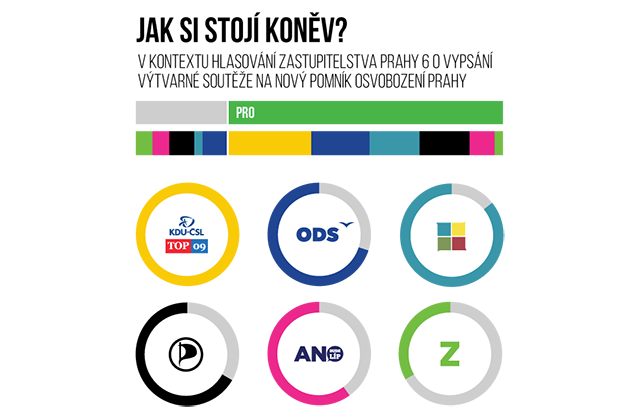 JAK SI STOJÍ KONĚV?
V KONTEXTU HLASOVÁNÍ ZASTUPITELSTVA PRAHY 6 O VYPSÁNÍ
VÝTVARNÉ SOUTĚŽE NA NOVÝ POMNÍK OSVOBOZENÍ PRAHY
PRO
KDU-ČSL
TOP 09
ODS
ANO
Z